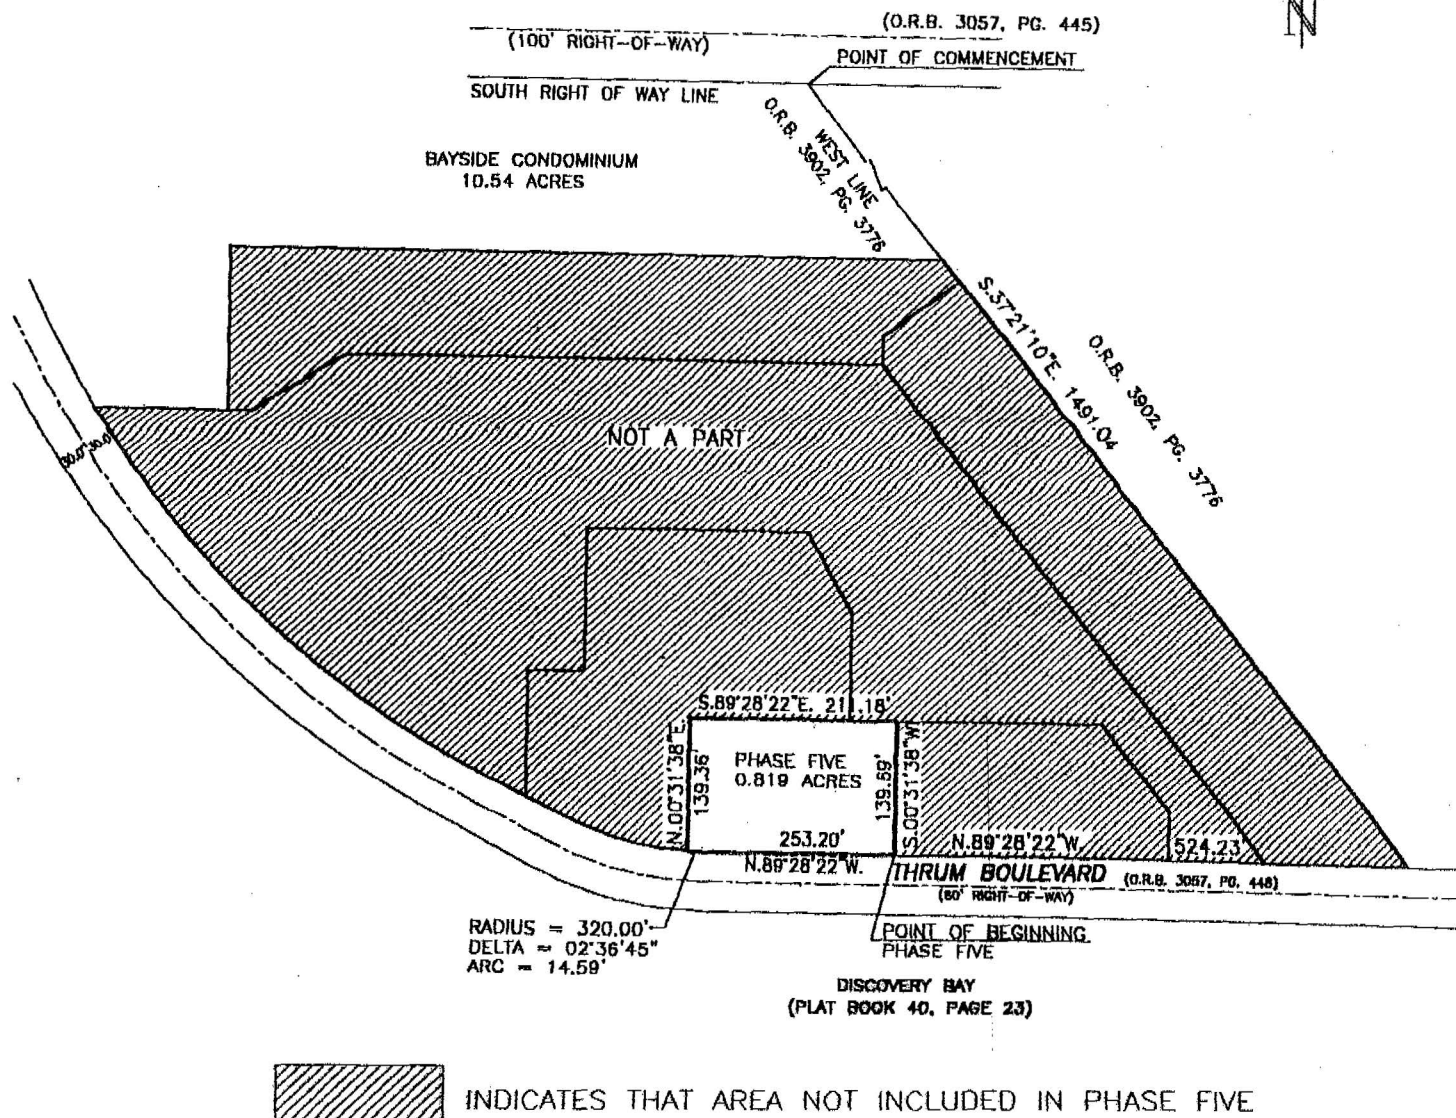 N
(O.R.B. 3057, PG. 445)
(100' RIGHT-OF-WAY)
POINT OF COMMENCEMENT
SOUTH RIGHT OF WAY LINE
WEST LINE
O.R.B. 3902, PG. 3776
BAYSIDE CONDOMINIUM
10.54 ACRES
S.37°21'10"E. 1491.04
O.R.B. 3902, PG. 3776
30.0' 30.0'
NOT A PART
S.89°28'22"E. 211.18'
N.00°31'38"E.
139.36'
PHASE FIVE
0.819 ACRES
139.69'
S.00°31'38"W.
253.20'
N.89°28'22"W.
524.23
N.89°28'22"W.
THRUM BOULEVARD (O.R.B. 3057, PG. 448)
RIGHT-OF-WAY)
RADIUS = 320.00'
DELTA = 02°36'45"
ARC = 14.59'
POINT OF BEGINNING
PHASE FIVE
DISCOVERY BAY
(PLAT BOOK 40, PAGE 23)
INDICATES THAT AREA NOT INCLUDED IN PHASE FIVE